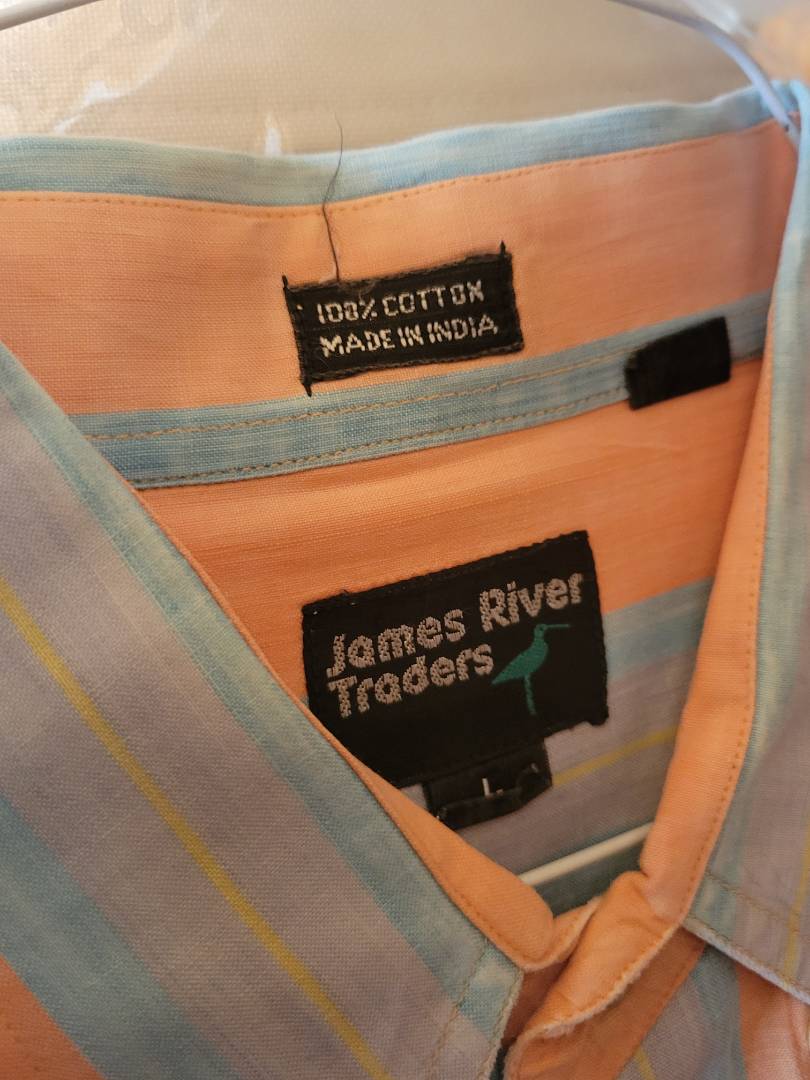 100% COTTON
MADE IN INDIA
James River
Traders
L